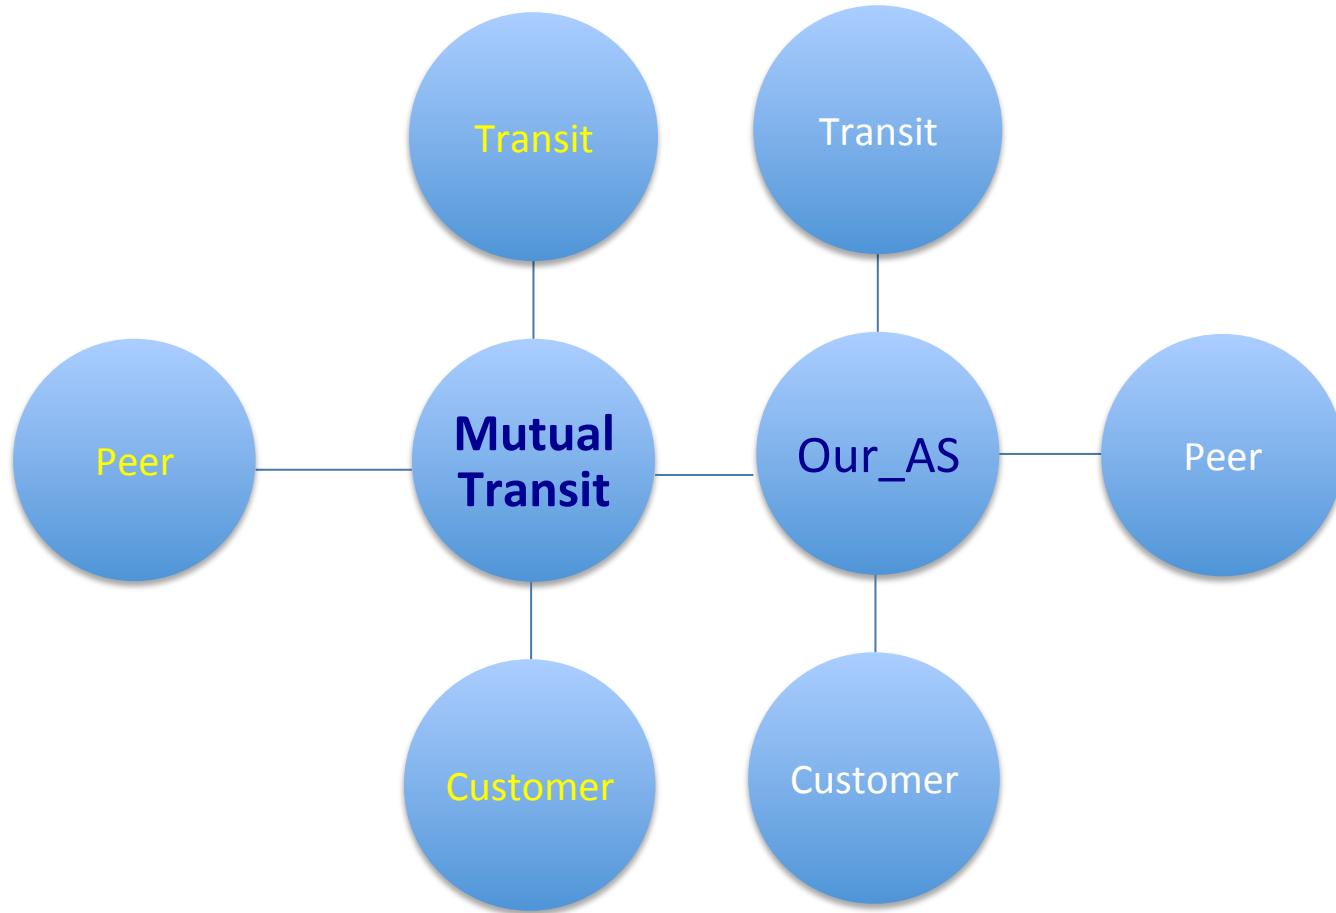 Transit
Transit
Peer
Mutual
Transit
Our_AS
Peer
Customer
Customer